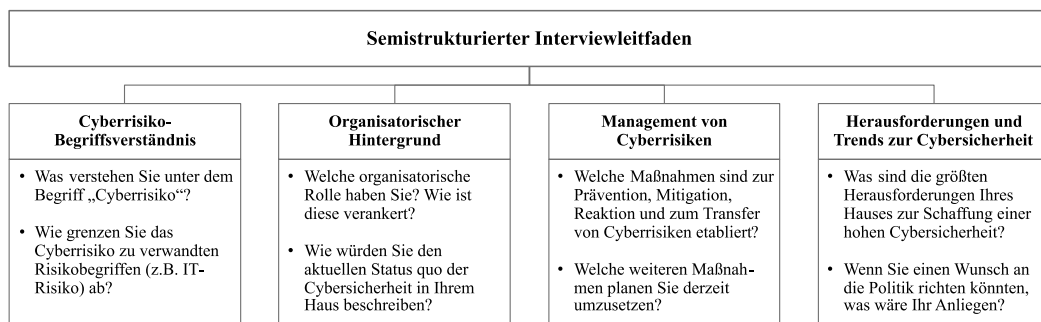 Semistrukturierter Interviewleitfaden
Cyberrisiko-
Begriffsverständnis
• Was verstehen Sie unter dem
Begriff „Cyberrisiko“?
• Wie grenzen Sie das
Cyberrisiko zu verwandten
Risikobegriffen (z.B. IT-
Risiko) ab?
Organisatorischer
Hintergrund
• Welche organisatorische
Rolle haben Sie? Wie ist
diese verankert?
• Wie würden Sie den
aktuellen Status quo der
Cybersicherheit in Ihrem
Haus beschreiben?
Management von
Cyberrisiken
• Welche Maßnahmen sind zur
Prävention, Mitigation,
Reaktion und zum Transfer
von Cyberrisiken etabliert?
• Welche weiteren Maßnah-
men planen Sie derzeit
umzusetzen?
Herausforderungen und
Trends zur Cybersicherheit
• Was sind die größten
Herausforderungen Ihres
Hauses zur Schaffung einer
hohen Cybersicherheit?
• Wenn Sie einen Wunsch an
die Politik richten könnten,
was wäre Ihr Anliegen?